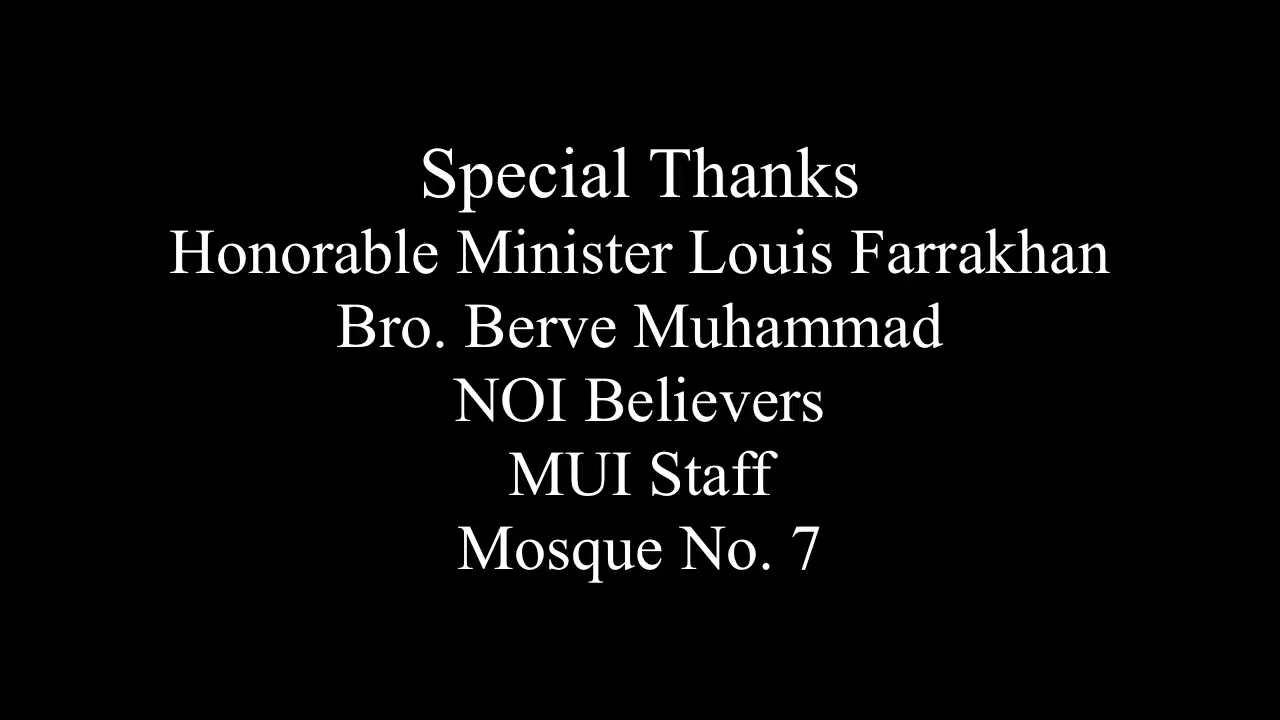 Special Thanks
Honorable Minister Louis Farrakhan
Bro. Berve Muhammad
NOI Believers
MUI Staff
Mosque No. 7